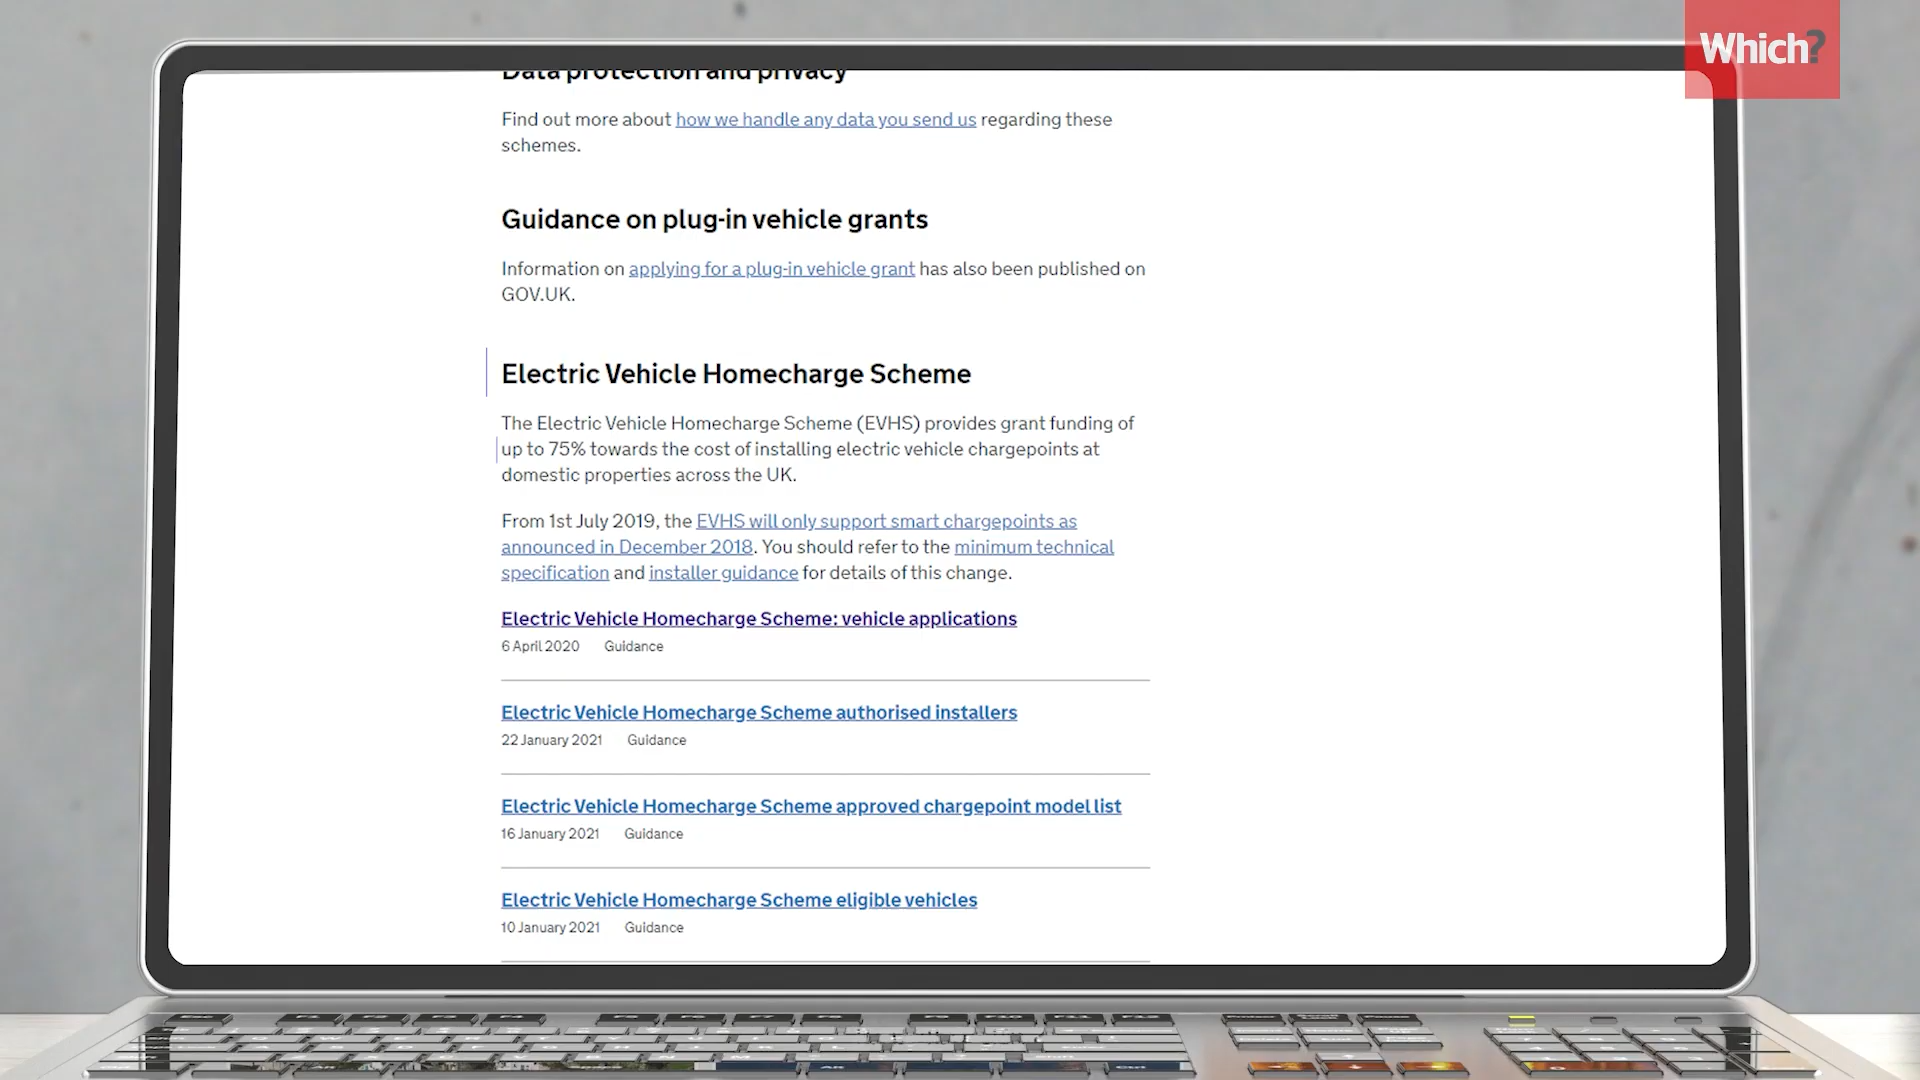 Which?
Data protection and privacy
Find out more about how we handle any data you send us regarding these
schemes.
Guidance on plug-in vehicle grants
Information on applying for a plug-in vehicle grant has also been published on
GOV.UK.
Electric Vehicle Homecharge Scheme
The Electric Vehicle Homecharge Scheme (EVHS) provides grant funding of
up to 75% towards the cost of installing electric vehicle chargepoints at
domestic properties across the UK.
From 1st July 2019, the EVHS will only support smart chargepoints as
announced in December 2018. You should refer to the minimum technical
specification and installer guidance for details of this change.
Electric Vehicle Homecharge Scheme: vehicle applications
6 April 2020 Guidance
Electric Vehicle Homecharge Scheme authorised installers
22 January 2021 Guidance
Electric Vehicle Homecharge Scheme approved chargepoint model list
16 January 2021 Guidance
Electric Vehicle Homecharge Scheme eligible vehicles
10 January 2021 Guidance